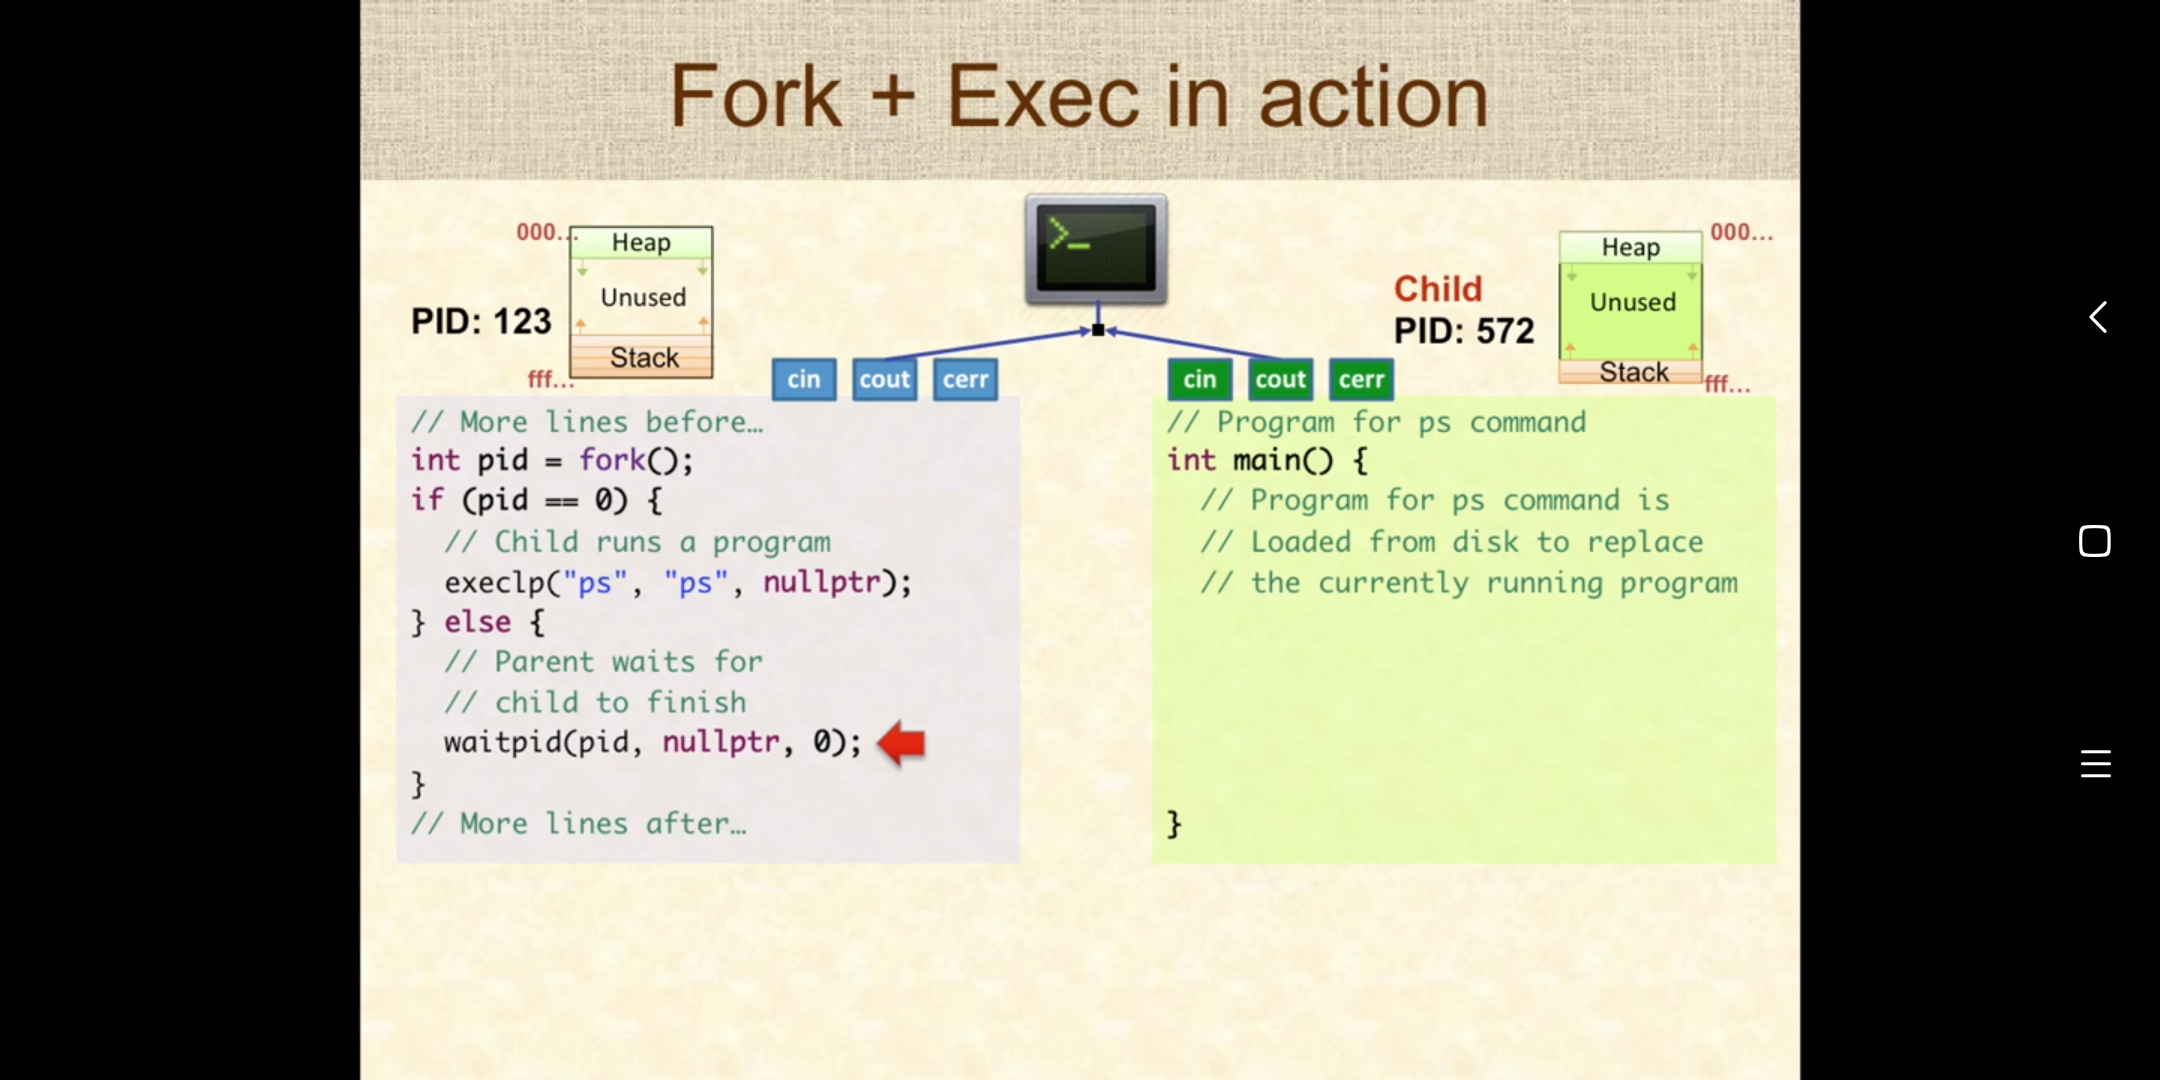 Fork + Exec in action
000...
Heap
Unused
Stack
fff...
PID: 123
>_
Child
PID: 572
Heap
Unused
Stack
000...
fff...
cin cout cerr
cin cout cerr
// More lines before…
int pid = fork();
if (pid == 0) {
// Child runs a program
execlp("ps", "ps", nullptr);
} else {
// Parent waits for
// child to finish
waitpid(pid, nullptr, 0);
}
// More lines after…
// Program for ps command
int main() {
// Program for ps command is
// Loaded from disk to replace
// the currently running program
}